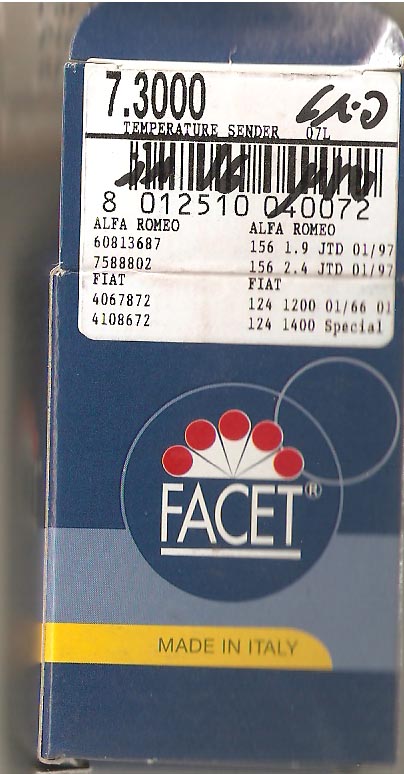 7.3000
TEMPERATURE SENDER 07L
8 012510 040072
ALFA ROMEO
60813687
7588802
FIAT
4067872
4108672
ALFA ROMEO
156 1.9 JTD 01/97
156 2.4 JTD 01/97
FIAT
124 1200 01/66 01
124 1400 Special
FACET®
MADE IN ITALY